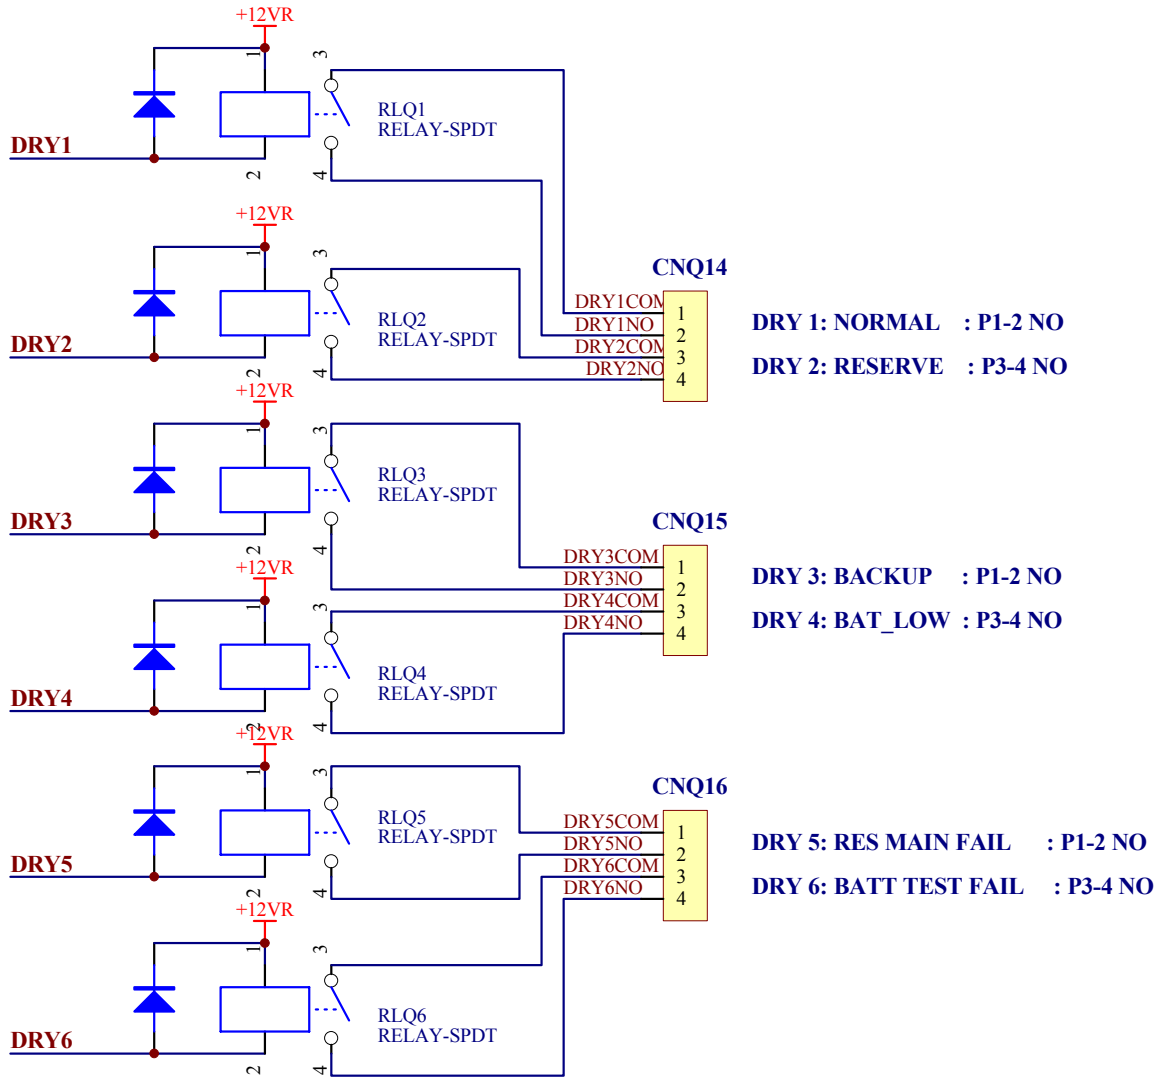 +12VR
1
3
RLQ1
RELAY-SPDT
DRY1
2
4
+12VR
1
3
CNQ14
RLQ2
RELAY-SPDT
DRY1COM
1
DRY1NO
2
DRY2COM
3
DRY2NO
4
DRY 1: NORMAL : P1-2 NO
DRY 2: RESERVE : P3-4 NO
DRY2
2
4
+12VR
1
3
RLQ3
RELAY-SPDT
DRY3
2
4
CNQ15
DRY3COM
1
DRY3NO
2
DRY4COM
3
DRY4NO
4
DRY 3: BACKUP : P1-2 NO
DRY 4: BAT_LOW : P3-4 NO
+12VR
1
3
RLQ4
RELAY-SPDT
DRY4
2
4
+12VR
1
3
RLQ5
RELAY-SPDT
CNQ16
DRY5COM
1
DRY5NO
2
DRY6COM
3
DRY6NO
4
DRY 5: RES MAIN FAIL : P1-2 NO
DRY 6: BATT TEST FAIL : P3-4 NO
DRY5
2
4
+12VR
1
3
RLQ6
RELAY-SPDT
DRY6
2
4